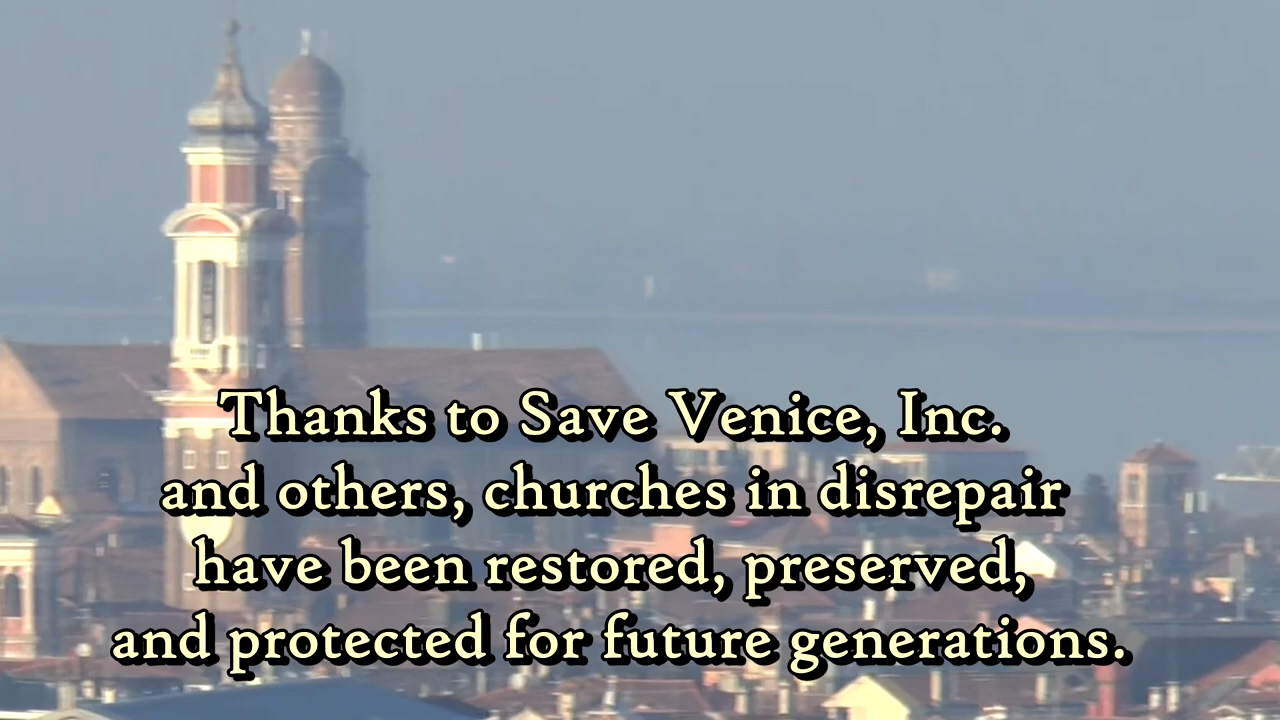 Thanks to Save Venice, Inc.
and others, churches in disrepair
have been restored, preserved,
and protected for future generations.